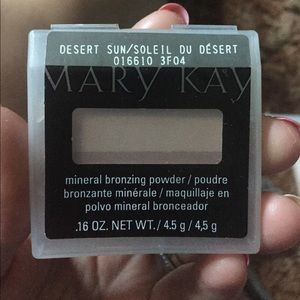 DESERT SUN/SOLEIL DU DÉSERT
016610 3F04
MARY KAY
mineral bronzing powder / poudre
bronzante minérale / maquillaje en
polvo mineral bronceador
.16 OZ. NET WT./ 4.5 g / 4,5 g